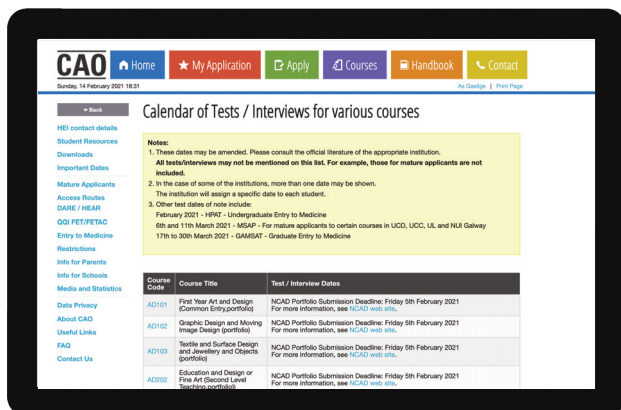 CAO
Home
My Application
Apply
Courses
Handbook
Contact
Sunday, 14 February 2021 18:31
As Gaeilge | Print Page
Back
HEI contact details
Student Resources
Downloads
Important Dates
Mature Applicants
Access Routes
DARE / HEAR
QQI FET/FETAC
Entry to Medicine
Restrictions
Info for Parents
Info for Schools
Media and Statistics
Data Privacy
About CAO
Useful Links
FAQ
Contact Us
Calendar of Tests / Interviews for various courses
Notes:
1. These dates may be amended. Please consult the official literature of the appropriate institution.
All tests/interviews may not be mentioned on this list. For example, those for mature applicants are not
included.
2. In the case of some of the institutions, more than one date may be shown.
The institution will assign a specific date to each student.
3. Other test dates of note include:
February 2021 - HPAT - Undergraduate Entry to Medicine
6th and 11th March 2021 - MSAP - For mature applicants to certain courses in UCD, UCC, UL and NUI Galway
17th to 30th March 2021 - GAMSAT - Graduate Entry to Medicine
Course Code
Course Title
Test / Interview Dates
AD101
First Year Art and Design
(Common Entry,portfolio)
NCAD Portfolio Submission Deadline: Friday 5th February 2021
For more information, see NCAD web site.
AD102
Graphic Design and Moving
Image Design (portfolio)
NCAD Portfolio Submission Deadline: Friday 5th February 2021
For more information, see NCAD web site.
AD103
Textile and Surface Design
and Jewellery and Objects
(portfolio)
NCAD Portfolio Submission Deadline: Friday 5th February 2021
For more information, see NCAD web site.
AD202
Education and Design or
Fine Art (Second Level
Teaching,portfolio))
NCAD Portfolio Submission Deadline: Friday 5th February 2021
For more information, see NCAD web site.